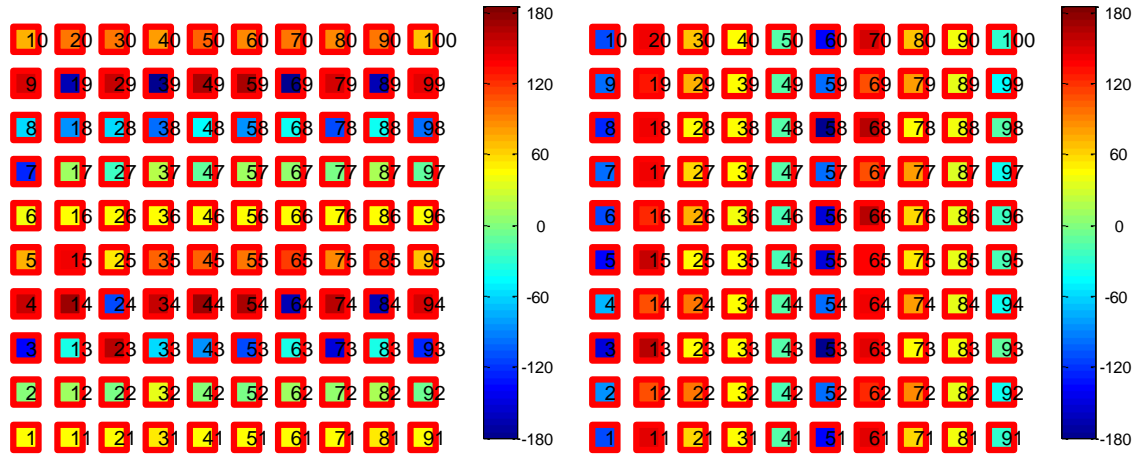 10 20 30 40 50 60 70 80 90 100 180 10 20 30 40 50 60 70 80 90 100 180
9 19 29 39 49 59 69 79 89 99 120 9 19 29 39 49 59 69 79 89 99 120
8 18 28 38 48 58 68 78 88 98 8 18 28 38 48 58 68 78 88 98
7 17 27 37 47 57 67 77 87 97 60 7 17 27 37 47 57 67 77 87 97 60
6 16 26 36 46 56 66 76 86 96 0 6 16 26 36 46 56 66 76 86 96 0
5 15 25 35 45 55 65 75 85 95 5 15 25 35 45 55 65 75 85 95
4 14 24 34 44 54 64 74 84 94 -60 4 14 24 34 44 54 64 74 84 94 -60
3 13 23 33 43 53 63 73 83 93 -120 3 13 23 33 43 53 63 73 83 93 -120
2 12 22 32 42 52 62 72 82 92 2 12 22 32 42 52 62 72 82 92
1 11 21 31 41 51 61 71 81 91 -180 1 11 21 31 41 51 61 71 81 91 -180